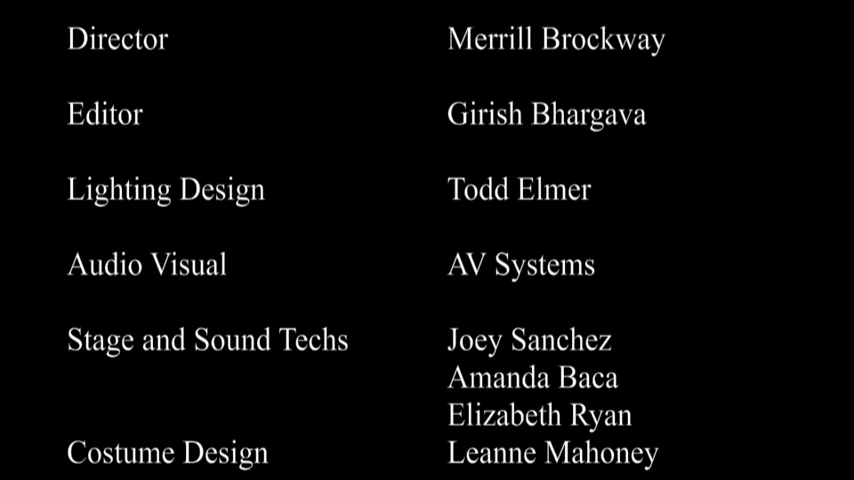 Director Merrill Brockway
Editor Girish Bhargava
Lighting Design Todd Elmer
Audio Visual AV Systems
Stage and Sound Techs Joey Sanchez
Amanda Baca
Elizabeth Ryan
Costume Design Leanne Mahoney